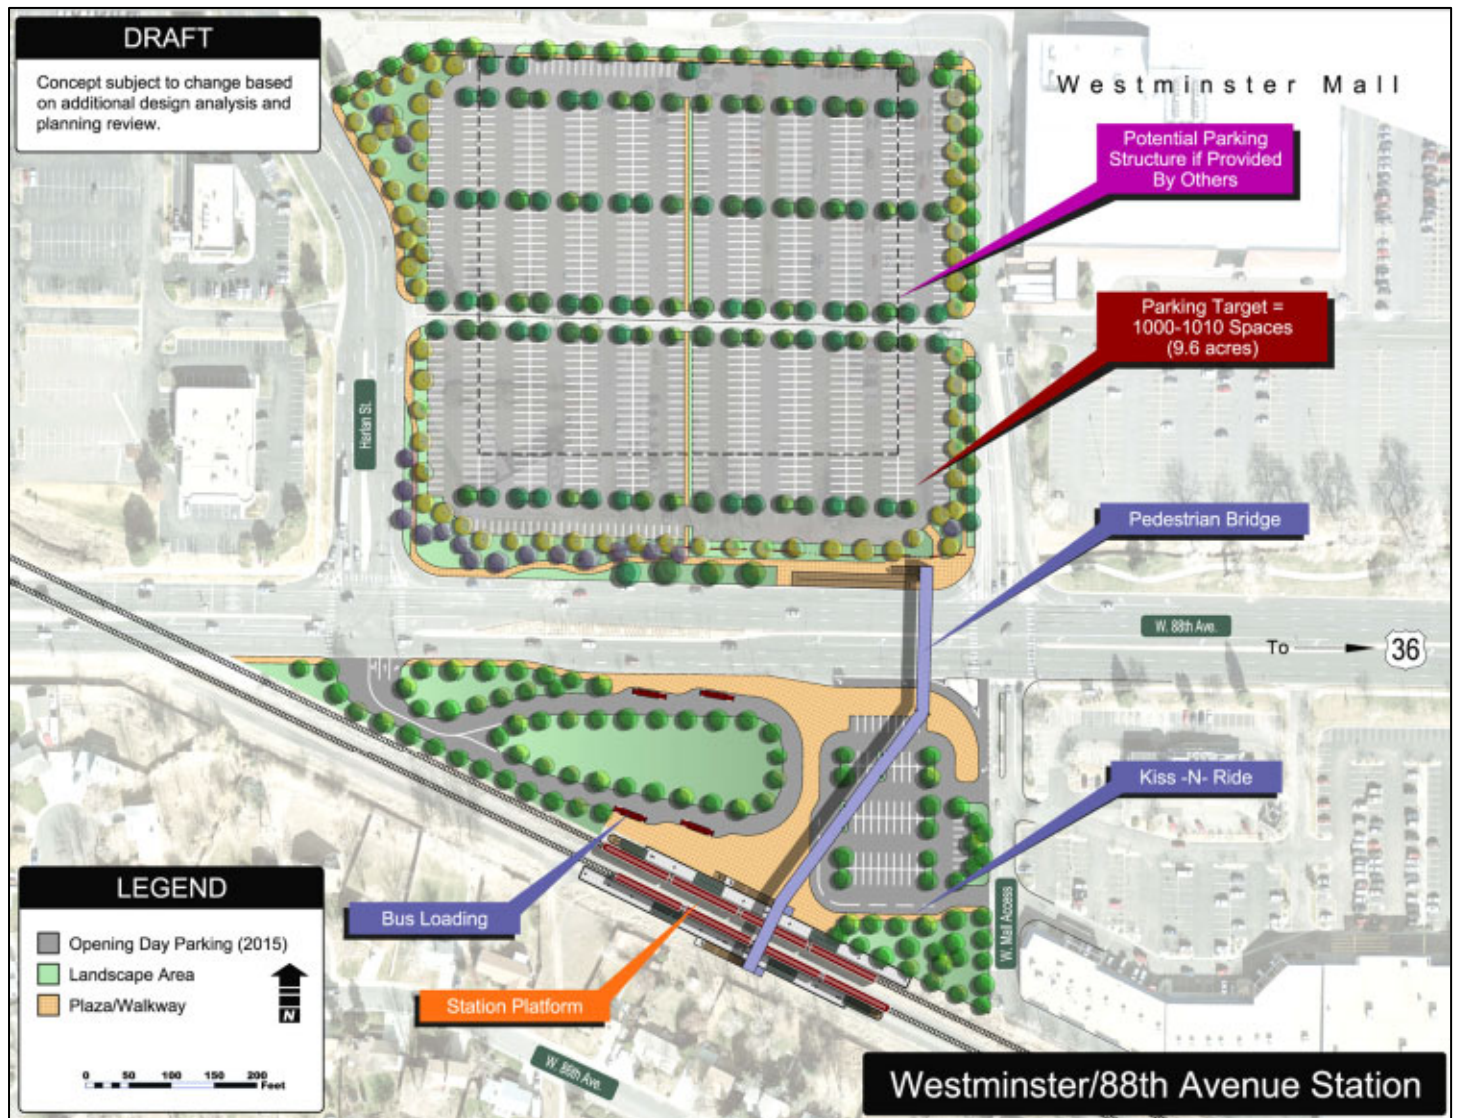 DRAFT
Concept subject to change based
on additional design analysis and
planning review.
Westminster Mall
Potential Parking
Structure if Provided
By Others
Parking Target =
1000-1010 Spaces
(9.6 acres)
Harlan St.
Pedestrian Bridge
W. 88th Ave.
To
36
Kiss -N- Ride
Bus Loading
W. Mall Access
Station Platform
W. 88th Ave.
LEGEND
Opening Day Parking (2015)
Landscape Area
Plaza/Walkway
N
0 50 100 150 200
Feet
Westminster/88th Avenue Station